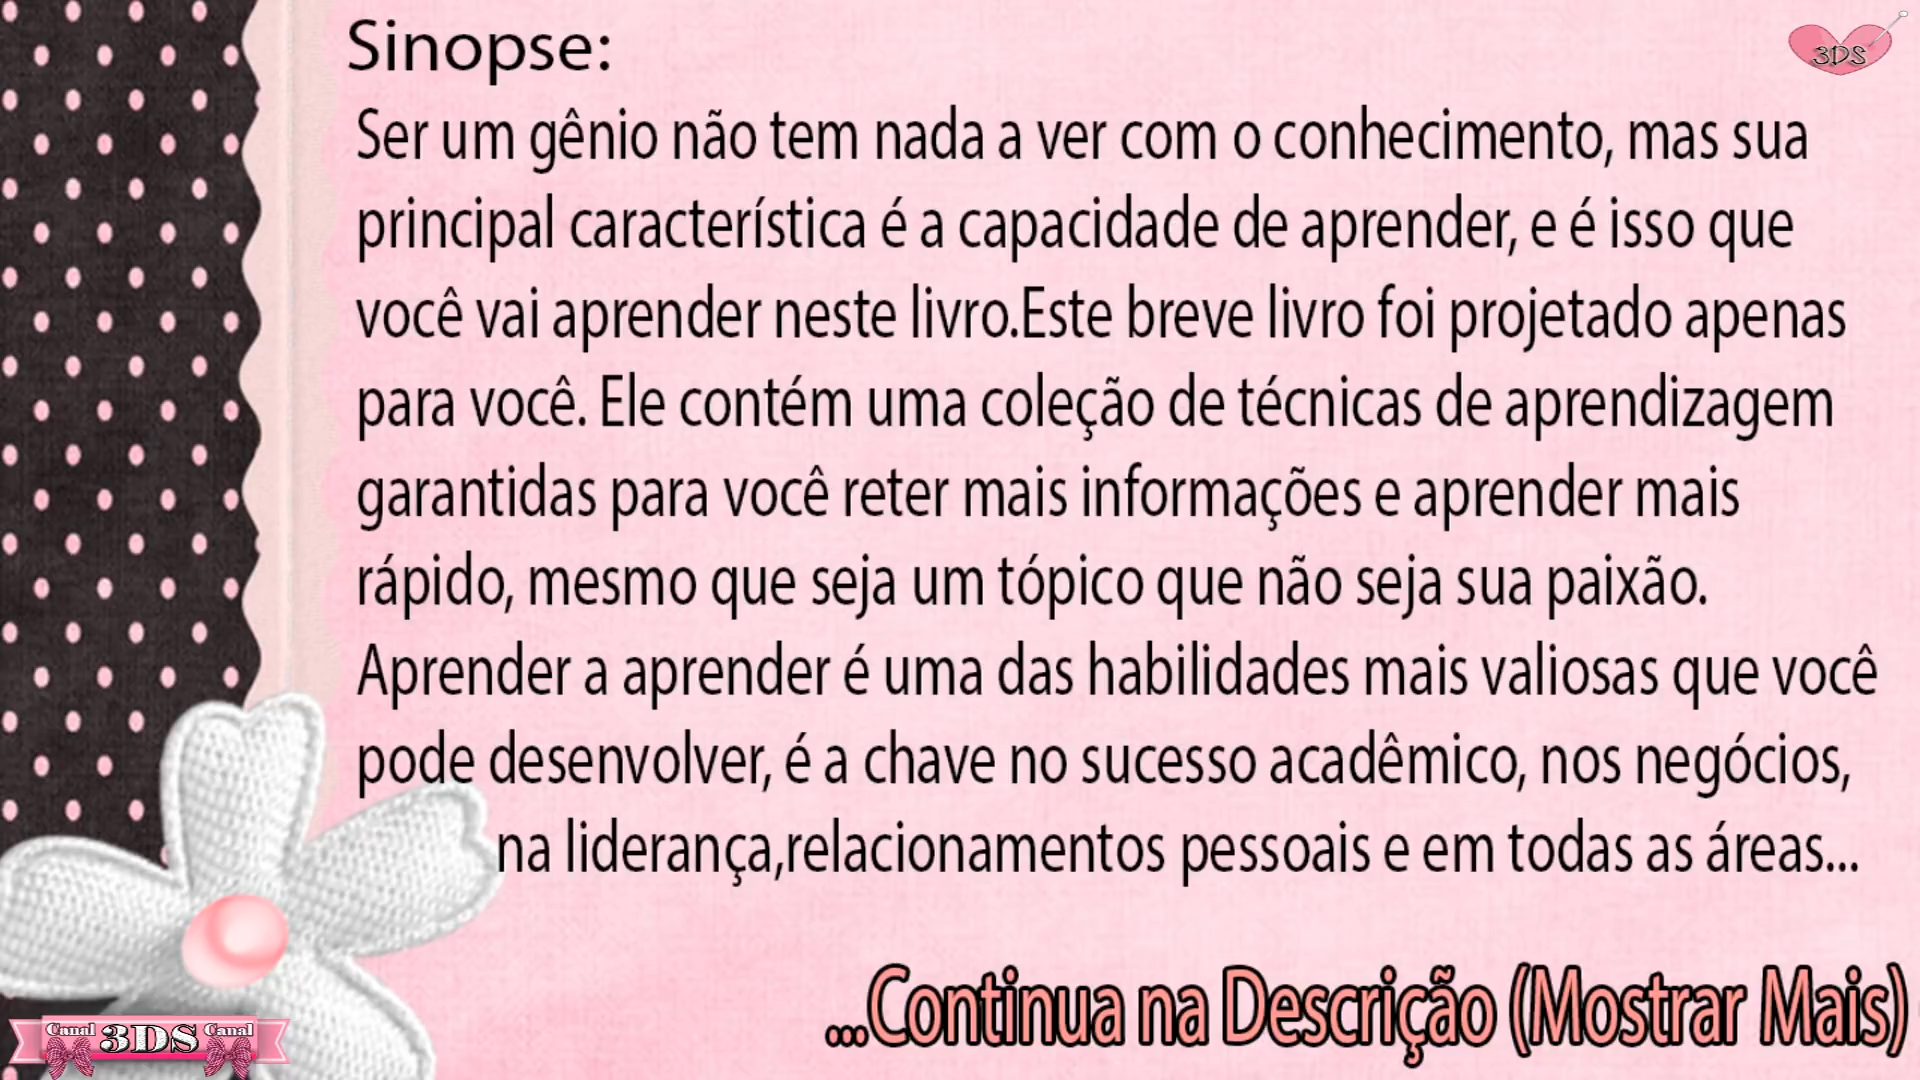 Sinopse:
3DS
Ser um gênio não tem nada a ver com o conhecimento, mas sua
principal característica é a capacidade de aprender, e é isso que
você vai aprender neste livro.Este breve livro foi projetado apenas
para você. Ele contém uma coleção de técnicas de aprendizagem
garantidas para você reter mais informações e aprender mais
rápido, mesmo que seja um tópico que não seja sua paixão.
Aprender a aprender é uma das habilidades mais valiosas que você
pode desenvolver, é a chave no sucesso acadêmico, nos negócios,
na liderança,relacionamentos pessoais e em todas as áreas...
...Continua na Descrição (Mostrar Mais)
Canal 3DS Canal